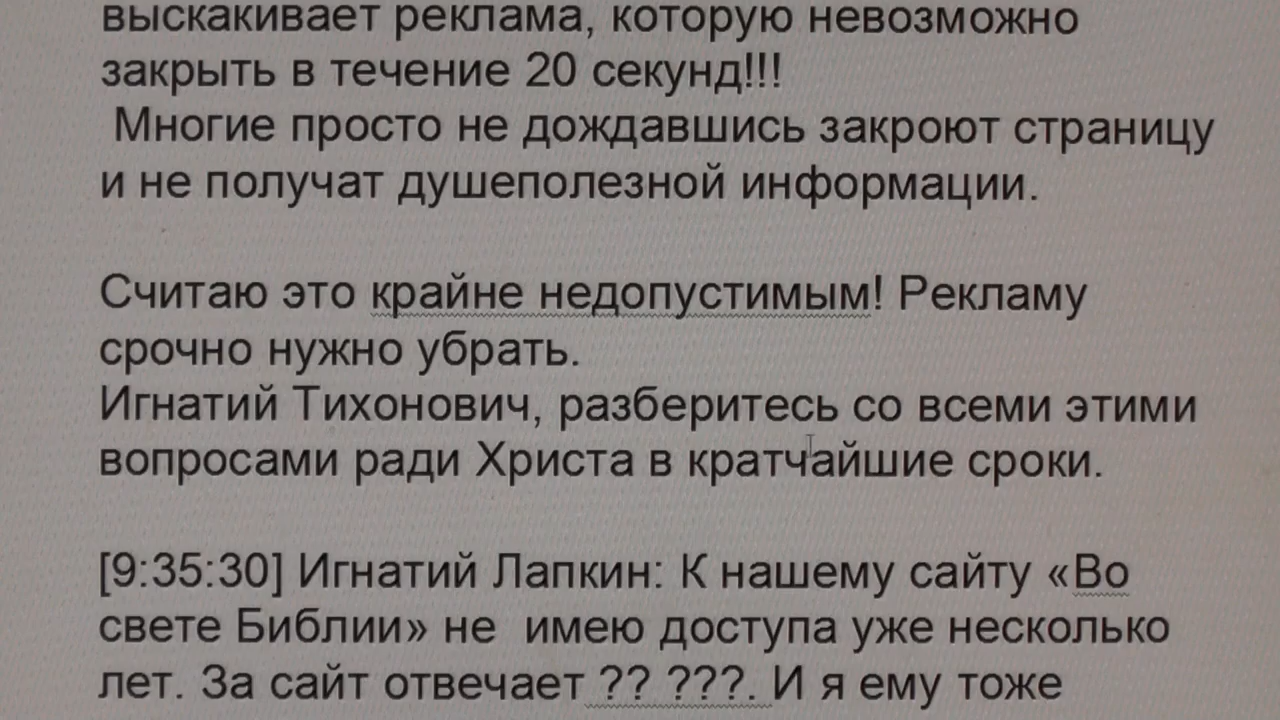 выскакивает реклама, которую невозможно
закрыть в течение 20 секунд!!!
Многие просто не дождавшись закроют страницу
и не получат душеполезной информации.
Считаю это крайне недопустимым! Рекламу
срочно нужно убрать.
Игнатий Тихонович, разберитесь со всеми этими
вопросами ради Христа в кратчайшие сроки.
[9:35:30] Игнатий Лапкин: К нашему сайту «Во
свете Библии» не  имею доступа уже несколько
лет. За сайт отвечает ?? ???. И я ему тоже